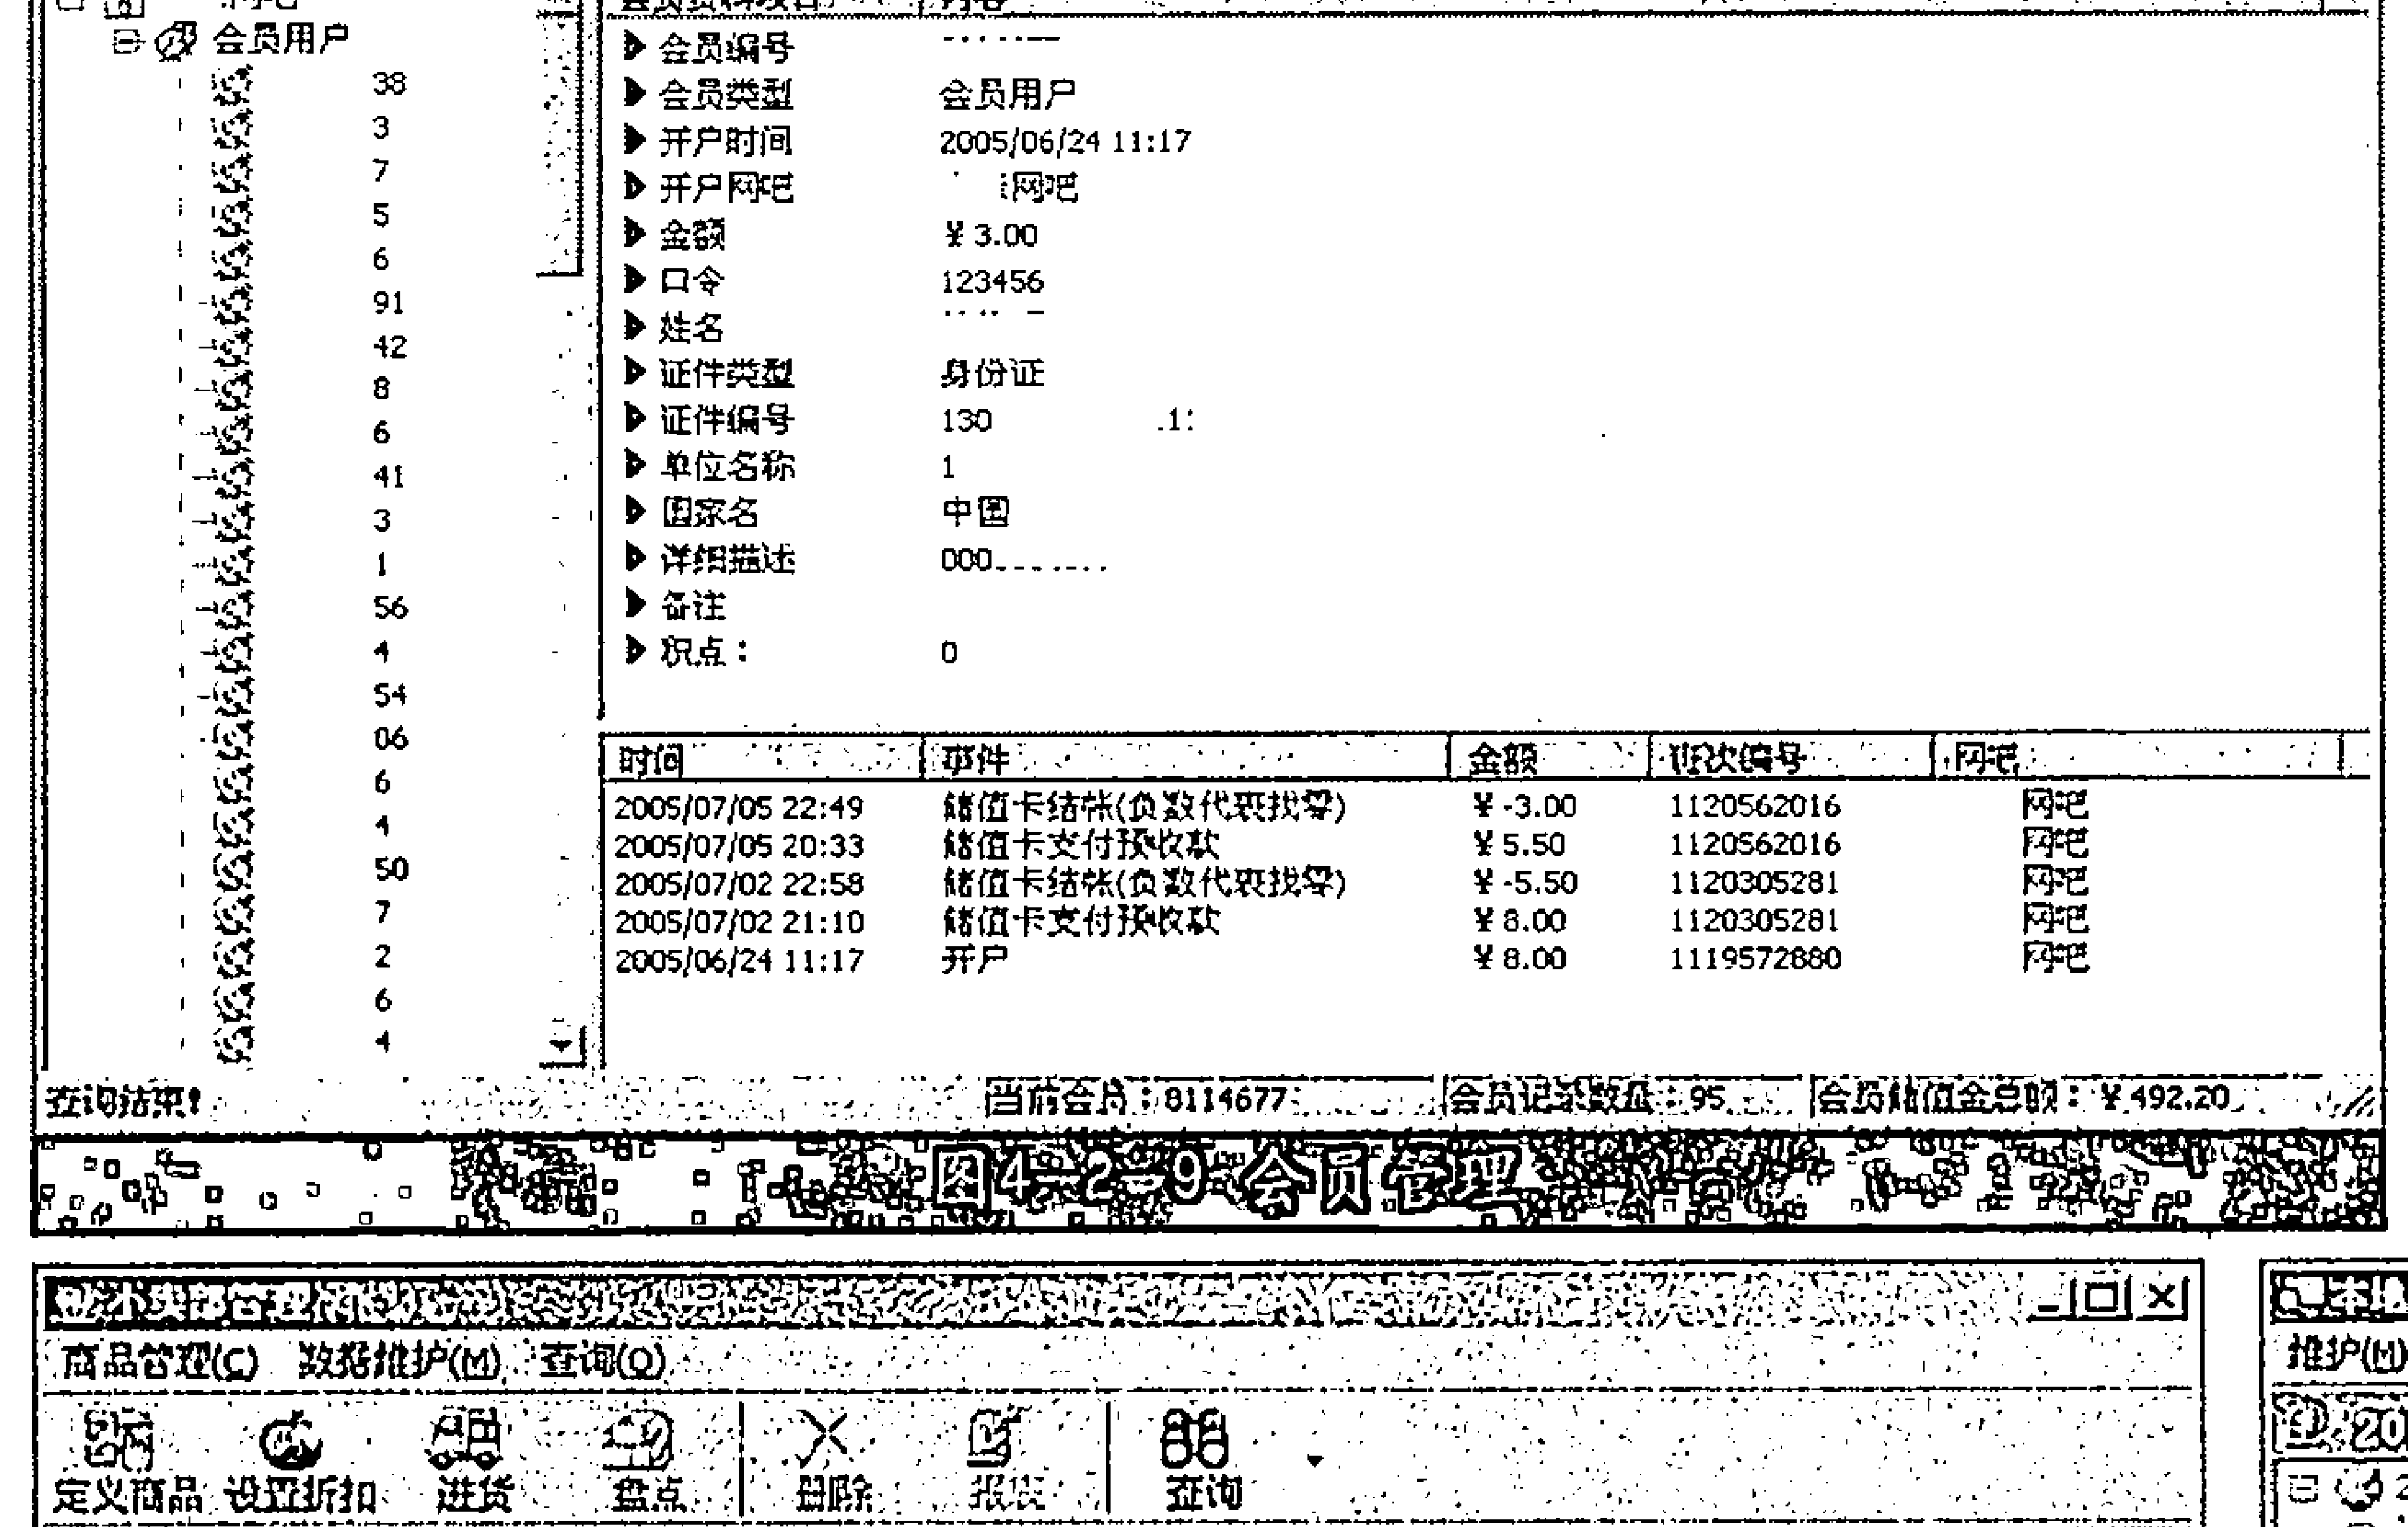 会员用户
38
3
7
5
6
91
42
8
6
41
3
1
56
4
54
06
6
4
50
7
2
6
4
会员资料项目 内容
会员编号
会员类型 会员用户
开户时间 2005/06/24 11:17
开户网吧 网吧
金额 ¥ 3.00
口令 123456
姓名
证件类型 身份证
证件编号 130
单位名称 1
国家名 中国
详细描述 000
备注
积点： 0
时间 事件 金额 班次编号 网吧
2005/07/05 22:49 储值卡结帐(负数代表找零) ¥ -3.00 1120562016 网吧
2005/07/05 20:33 储值卡支付预收款 ¥ 5.50 1120562016 网吧
2005/07/02 22:58 储值卡结帐(负数代表找零) ¥ -5.50 1120305281 网吧
2005/07/02 21:10 储值卡支付预收款 ¥ 8.00 1120305281 网吧
2005/06/24 11:17 开户 ¥ 8.00 1119572880 网吧
查询结束! 当前会员：8114677 会员记录数量：95 会员储值金总额：¥ 492.20
图4-2-9 会员管理
商品管理(C) 数据维护(M) 查询(Q)
定义商品 设置折扣 进货 盘点 删除 报表 查询
维护(M)